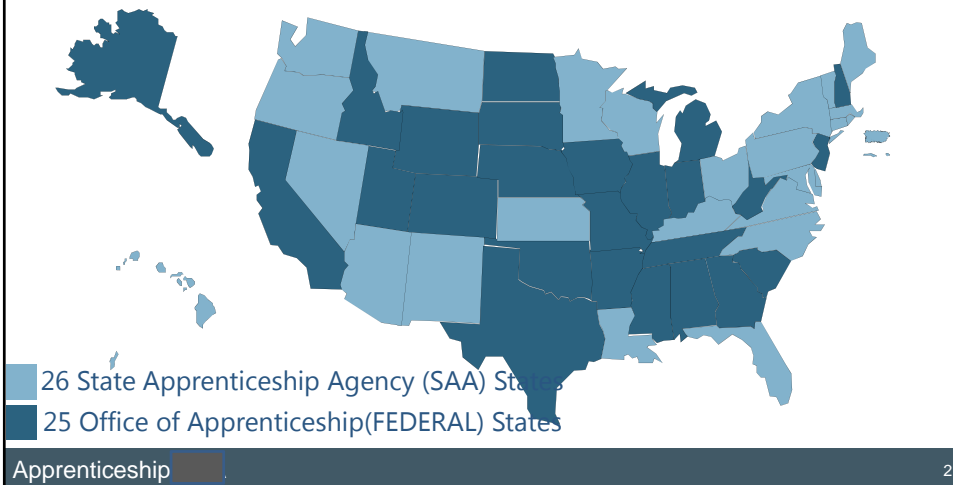 26 State Apprenticeship Agency (SAA) States
25 Office of Apprenticeship(FEDERAL) States
Apprenticeship
2